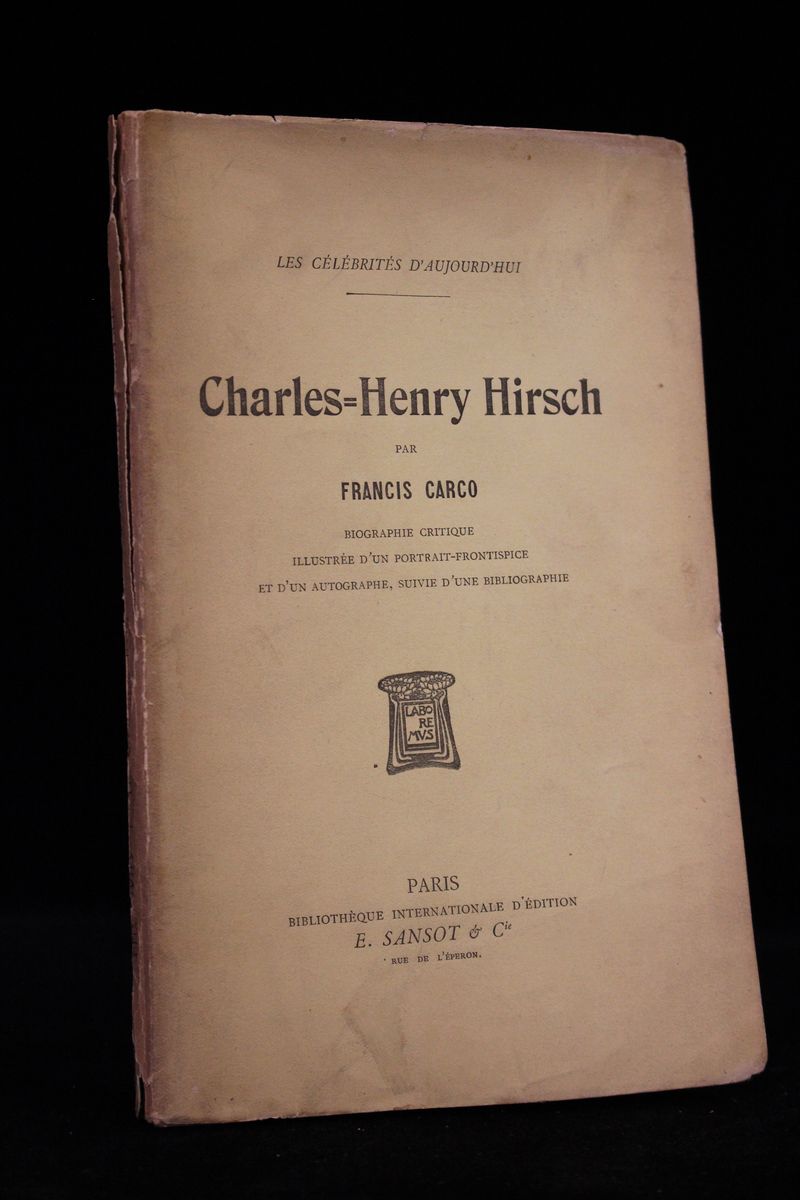 LES CÉLÉBRITÉS D'AUJOURD'HUI
Charles=Henry Hirsch
PAR
FRANCIS CARCO
BIOGRAPHIE CRITIQUE
ILLUSTRÉE D'UN PORTRAIT-FRONTISPICE
ET D'UN AUTOGRAPHE, SUIVIE D'UNE BIBLIOGRAPHIE
LABO
RE
MVS
PARIS
BIBLIOTHÈQUE INTERNATIONALE D'ÉDITION
E. SANSOT & Cie
RUE DE L'ÉPERON.